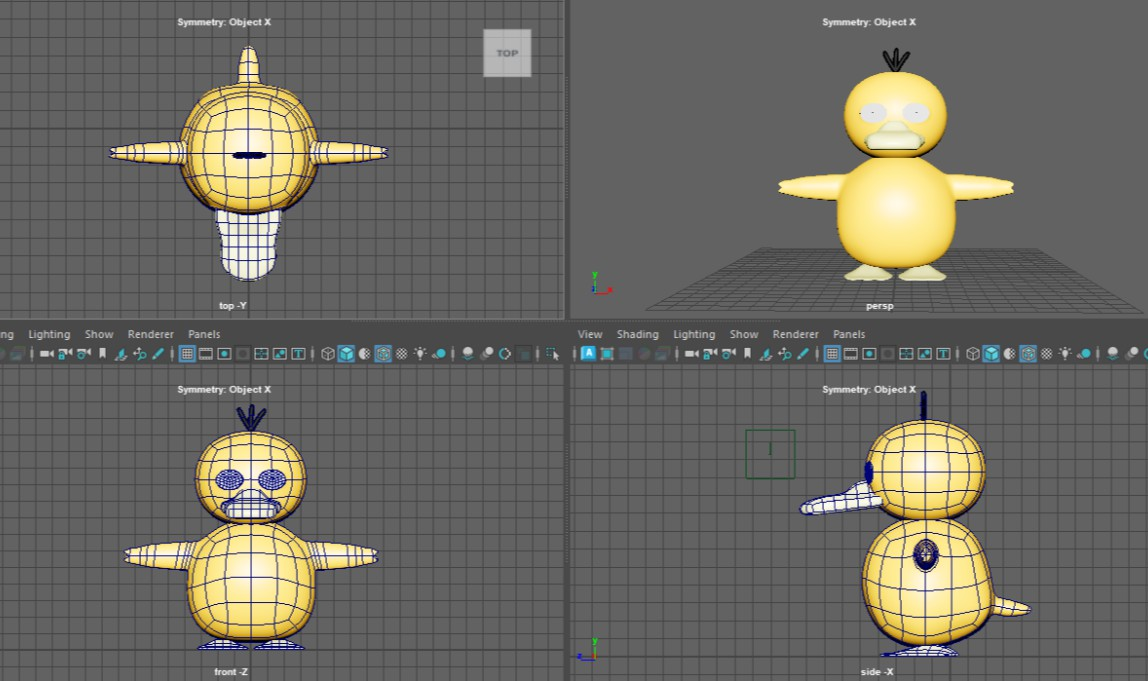 Symmetry: Object X
TOP
top -Y
Symmetry: Object X
y
x
persp
ng Lighting Show Renderer Panels
View Shading Lighting Show Renderer Panels
Symmetry: Object X
front -Z
Symmetry: Object X
y
z
side -X